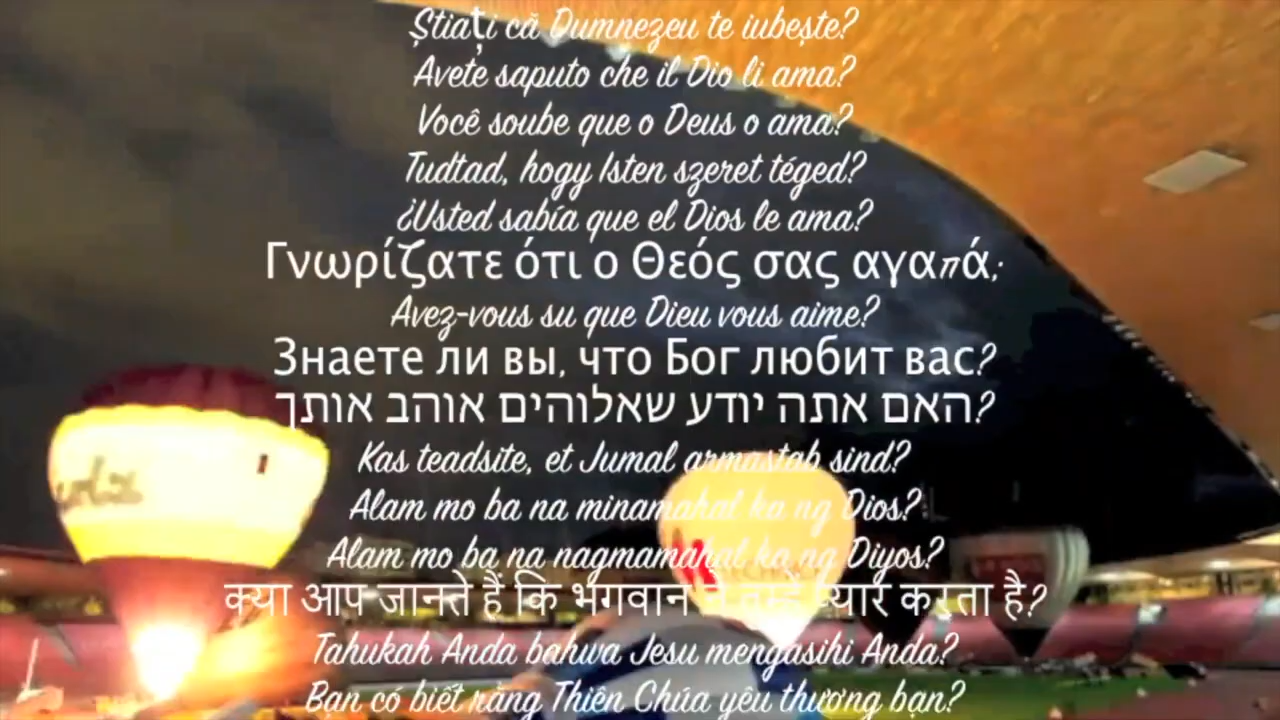 Știați că Dumnezeu te iubește?
Avete saputo che il Dio li ama?
Você soube que o Deus o ama?
Tudtad, hogy Isten szeret téged?
¿Usted sabía que el Dios le ama?
Γνωρίζατε ότι ο Θεός σας αγαπά;
Avez-vous su que Dieu vous aime?
Знаете ли вы, что Бог любит вас?
האם אתה יודע שאלוהים אוהב אותך?
Kas teadsite, et Jumal armastab sind?
Alam mo ba na minamahal ka ng Dios?
Alam mo ba na nagmamahal ka ng Diyos?
क्या आप जानते हैं कि भगवान प्यार करता है?
Tahukah Anda bahwa Jesu mengasihi Anda?
Bạn có biết rằng Thiên Chúa yêu thương bạn?